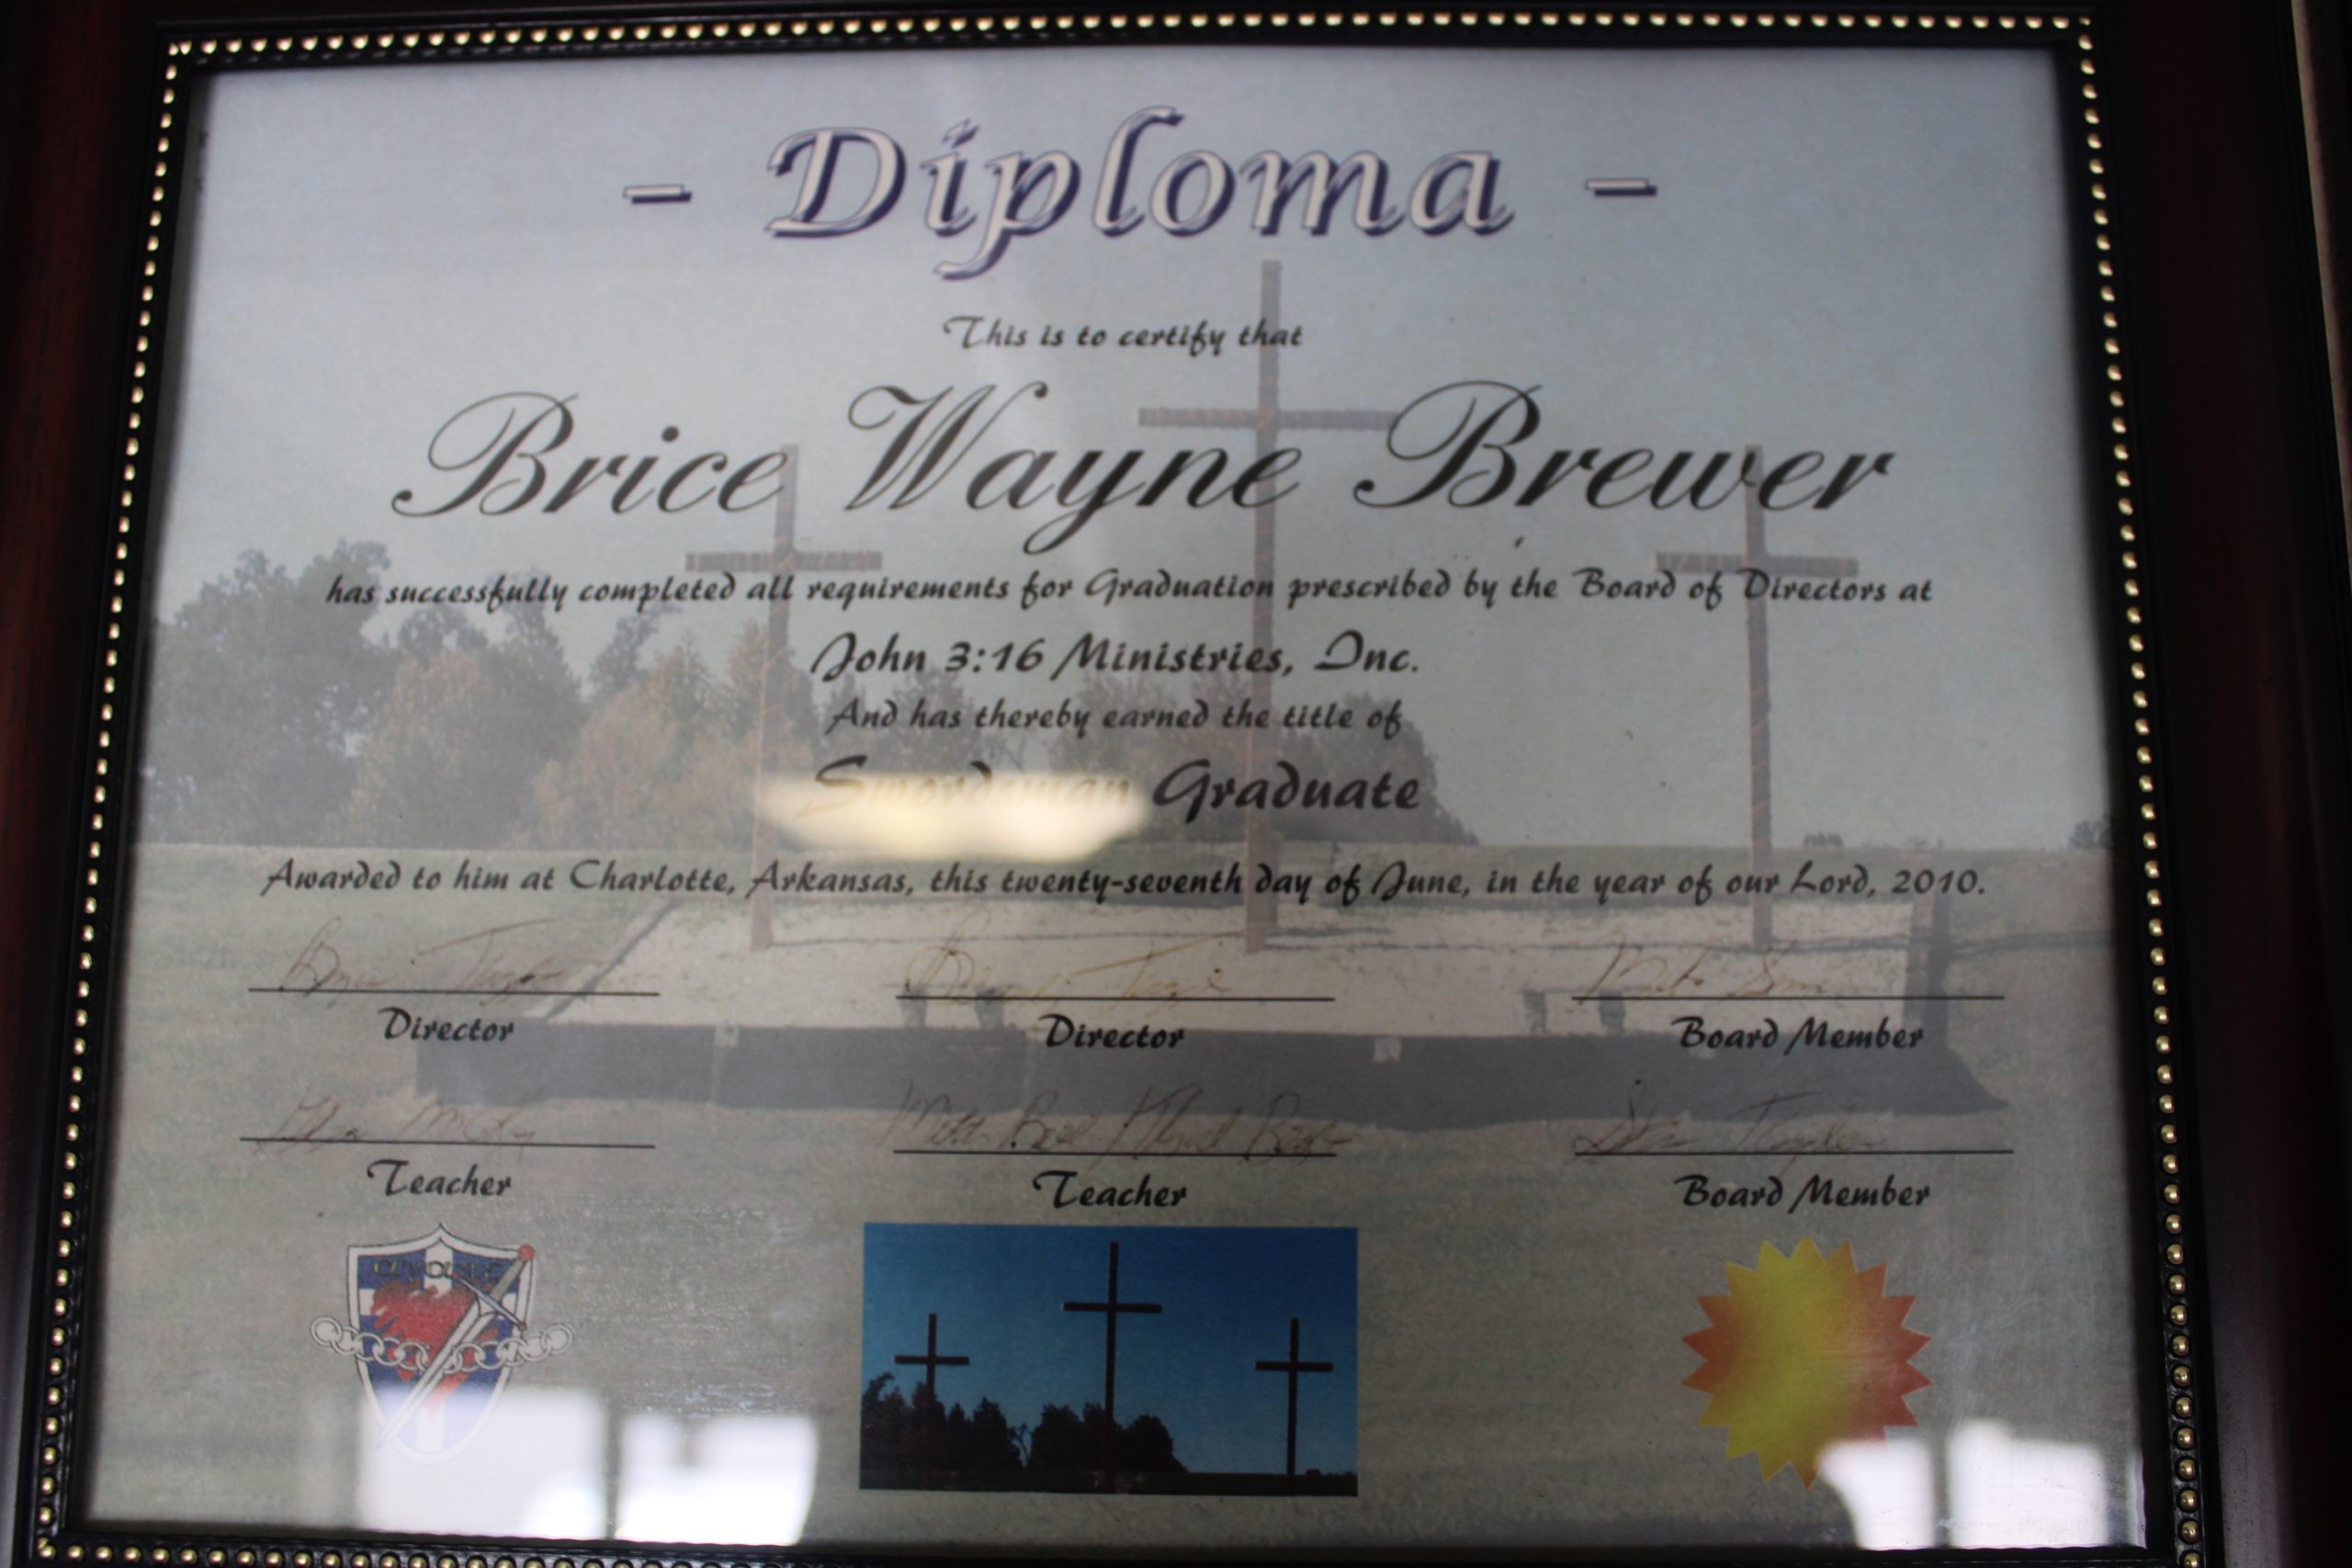 - Diploma -
This is to certify that
Brice Wayne Brewer
has successfully completed all requirements for Graduation prescribed by the Board of Directors at
John 3:16 Ministries, Inc.
And has thereby earned the title of
Swordsman Graduate
Awarded to him at Charlotte, Arkansas, this twenty-seventh day of June, in the year of our Lord, 2010.
Director Director Board Member
Teacher Teacher Board Member